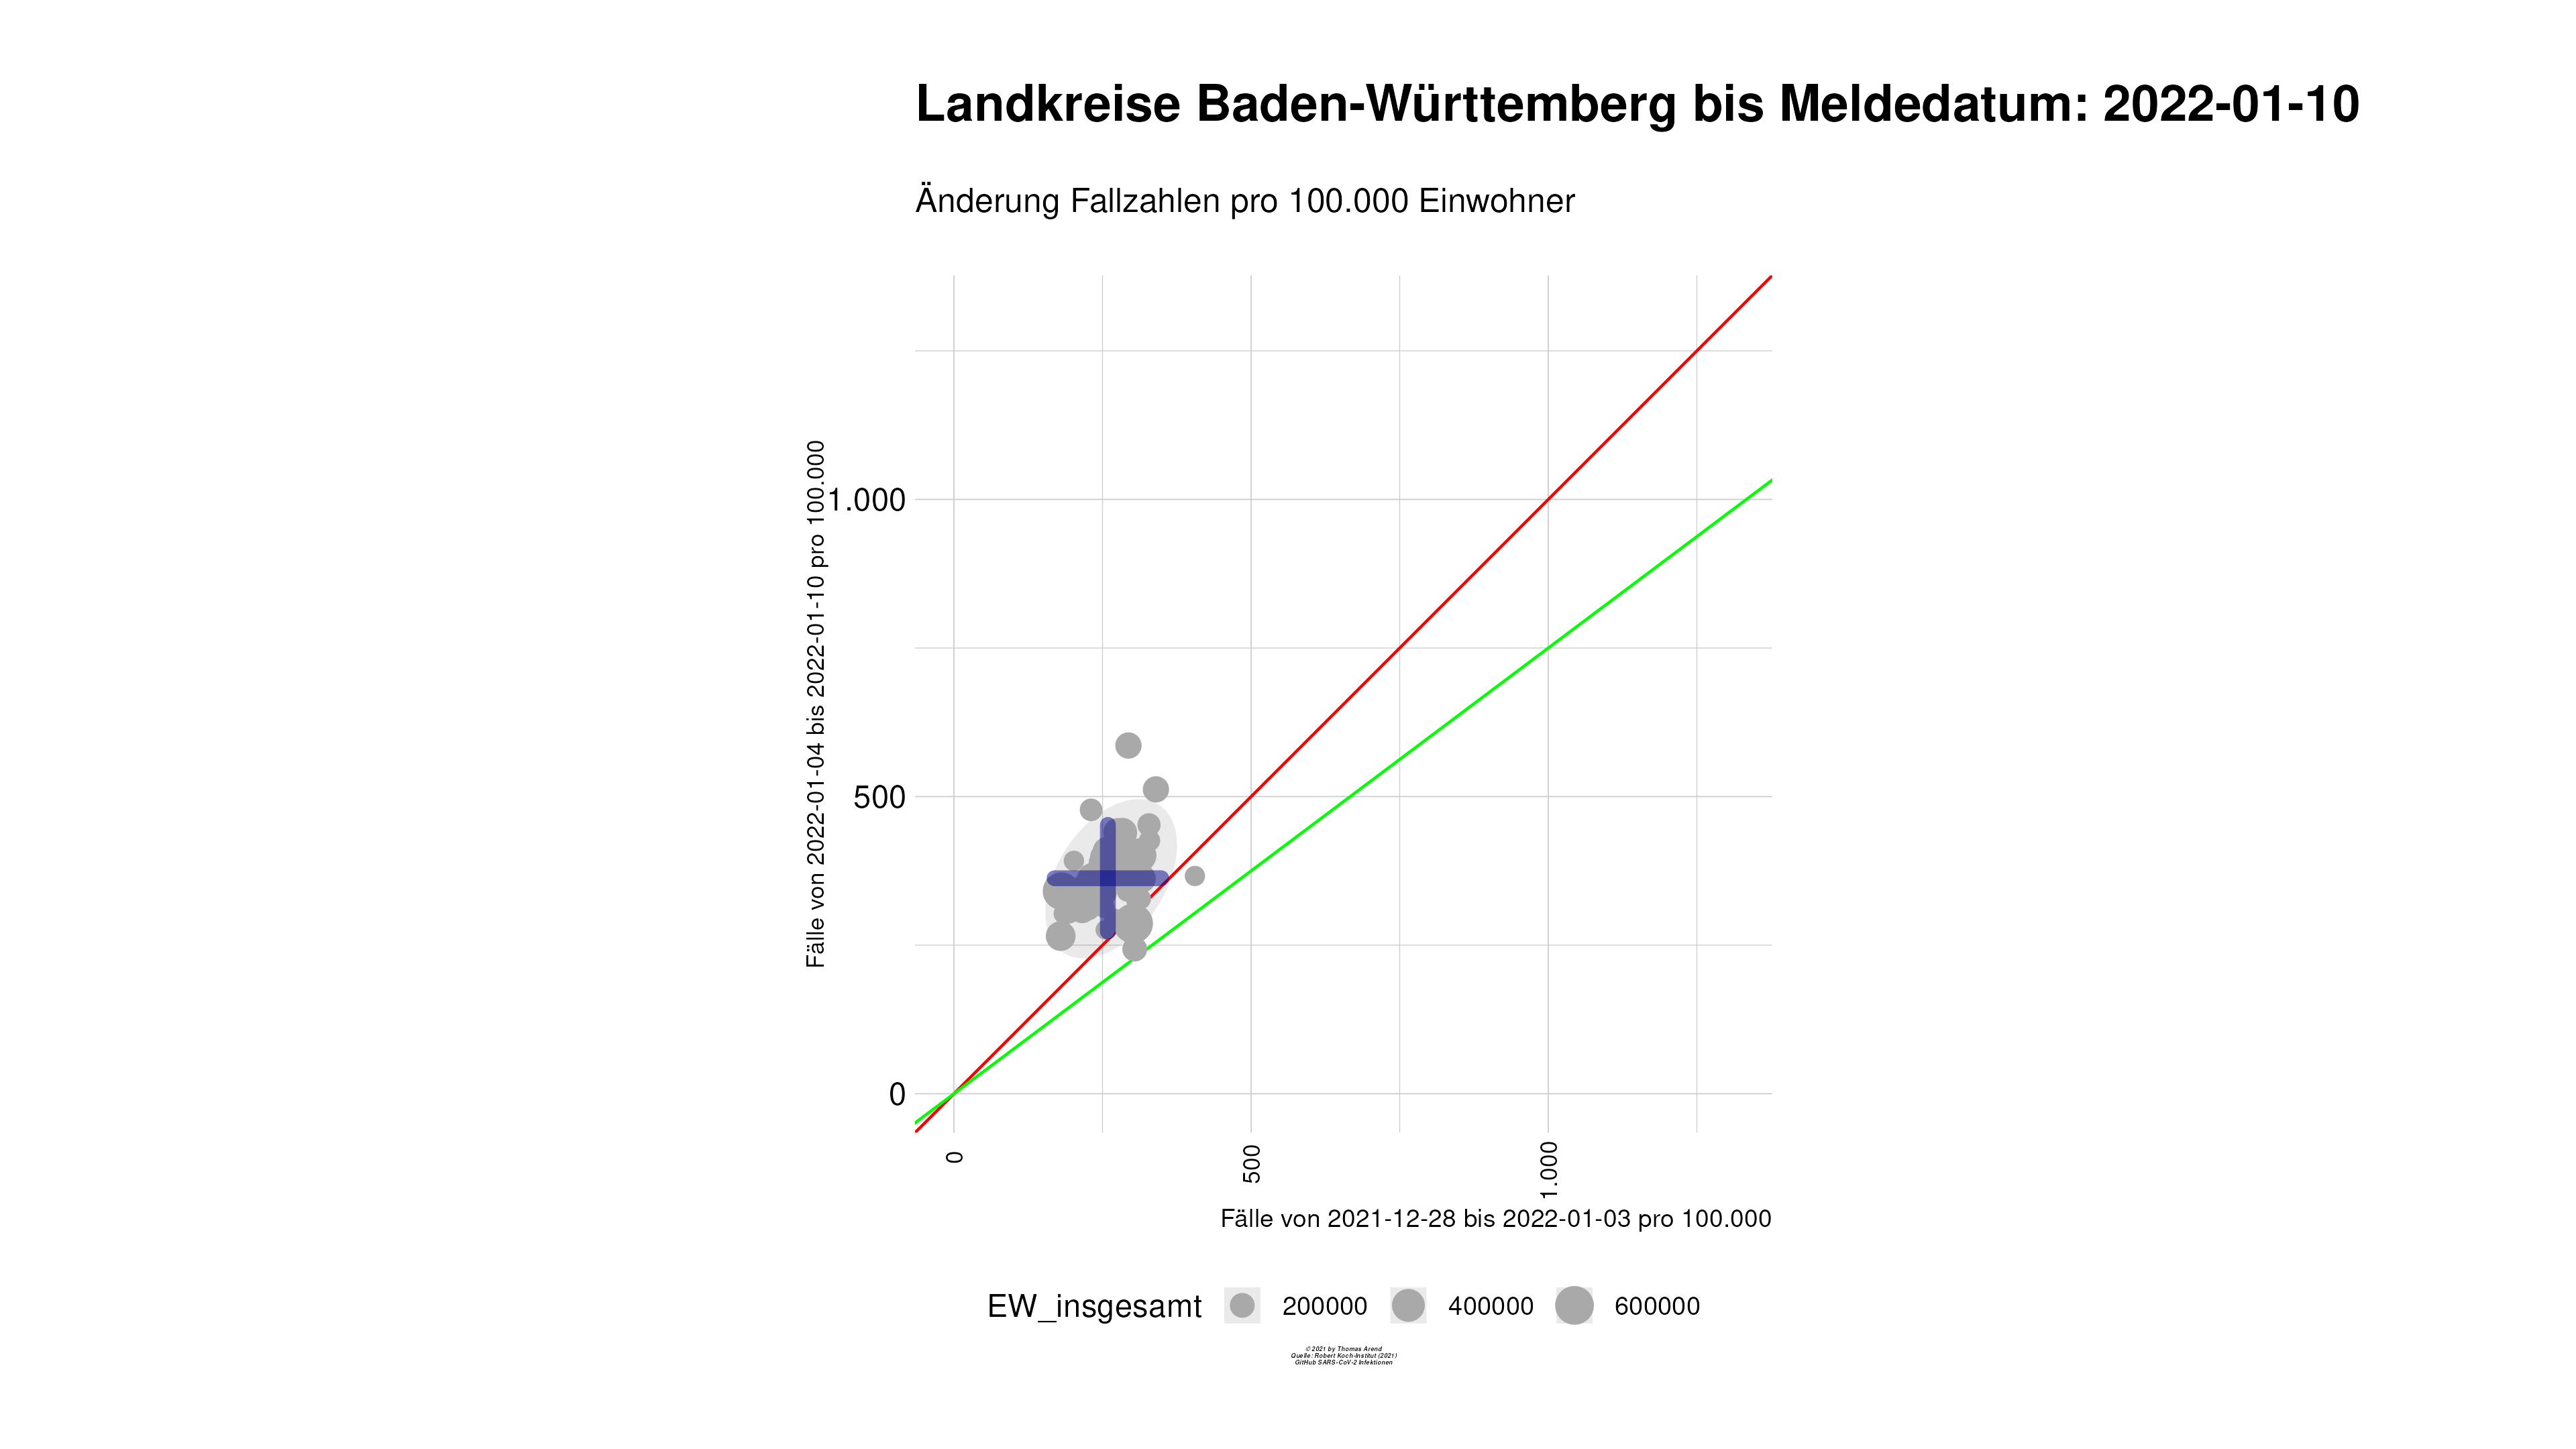 Landkreise Baden-Württemberg bis Meldedatum: 2022-01-10
Änderung Fallzahlen pro 100.000 Einwohner
Fälle von 2022-01-04 bis 2022-01-10 pro 100.000
1.000
500
0
0
500
1.000
Fälle von 2021-12-28 bis 2022-01-03 pro 100.000
EW_insgesamt 200000 400000 600000
© 2021 by Thomas Arend
Quelle: Robert Koch-Institut (2021)
GitHub SARS-CoV-2 Infektionen